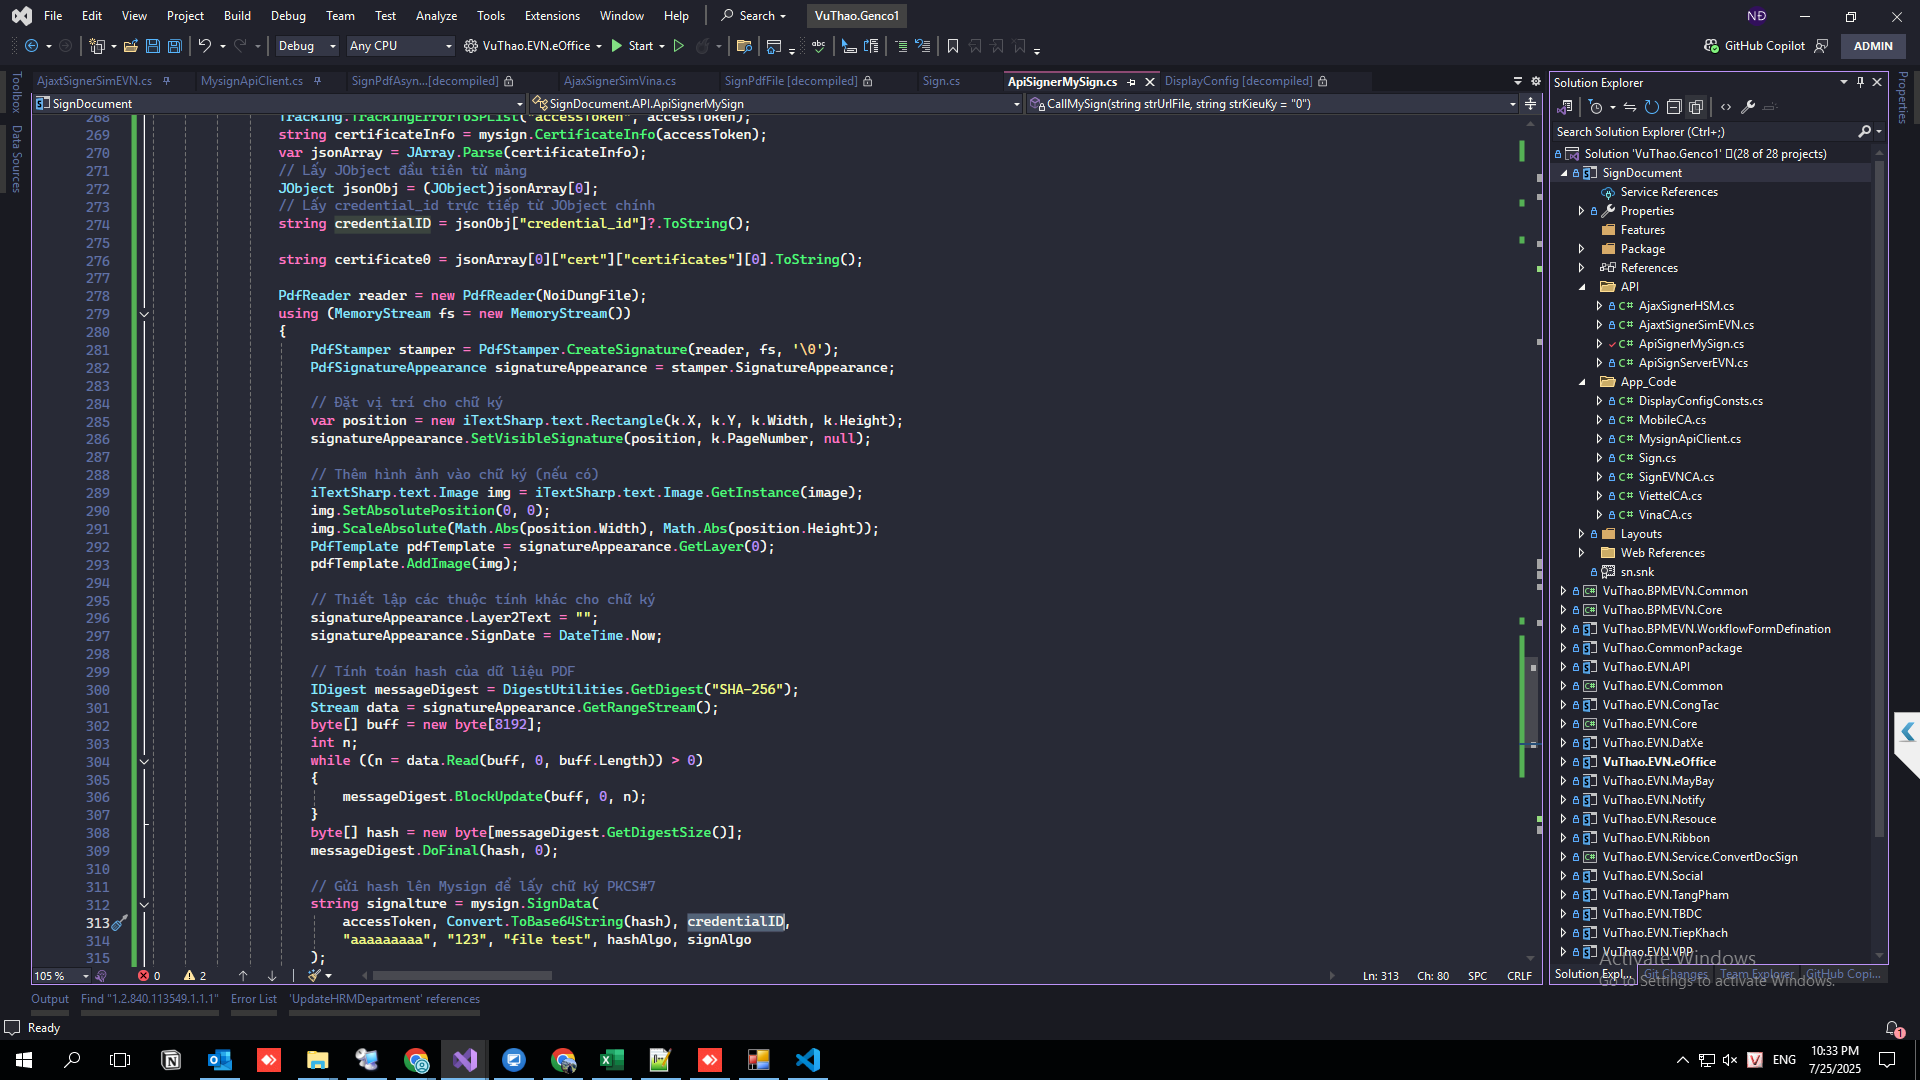 File Edit View Project Build Debug Team Test Analyze Tools Extensions Window Help Search VuThao.Genco1 NĐ
Debug Any CPU VuThao.EVN.eOffice Start GitHub Copilot ADMIN
AjaxtSignerSimEVN.cs MysignApiClient.cs SignPdfAsyn...[decompiled] AjaxSignerSimVina.cs SignPdfFile [decompiled] Sign.cs ApiSignerMySign.cs DisplayConfig [decompiled]
SignDocument SignDocument.API.ApiSignerMySign CallMySign(string strUrlFile, string strKieuKy = "0")
Toolbox
Data Sources
268 Tracking.TrackingErrorToSPList("accessToken", accessToken);
269 string certificateInfo = mysign.CertificateInfo(accessToken);
270 var jsonArray = JArray.Parse(certificateInfo);
271 // Lấy JObject đầu tiên từ mảng
272 JObject jsonObj = (JObject)jsonArray[0];
273 // Lấy credential_id trực tiếp từ JObject chính
274 string credentialID = jsonObj["credential_id"]?.ToString();
275
276 string certificate0 = jsonArray[0]["cert"]["certificates"][0].ToString();
277
278 PdfReader reader = new PdfReader(NoiDungFile);
279 using (MemoryStream fs = new MemoryStream())
280 {
281 PdfStamper stamper = PdfStamper.CreateSignature(reader, fs, '\0');
282 PdfSignatureAppearance signatureAppearance = stamper.SignatureAppearance;
283
284 // Đặt vị trí cho chữ ký
285 var position = new iTextSharp.text.Rectangle(k.X, k.Y, k.Width, k.Height);
286 signatureAppearance.SetVisibleSignature(position, k.PageNumber, null);
287
288 // Thêm hình ảnh vào chữ ký (nếu có)
289 iTextSharp.text.Image img = iTextSharp.text.Image.GetInstance(image);
290 img.SetAbsolutePosition(0, 0);
291 img.ScaleAbsolute(Math.Abs(position.Width), Math.Abs(position.Height));
292 PdfTemplate pdfTemplate = signatureAppearance.GetLayer(0);
293 pdfTemplate.AddImage(img);
294
295 // Thiết lập các thuộc tính khác cho chữ ký
296 signatureAppearance.Layer2Text = "";
297 signatureAppearance.SignDate = DateTime.Now;
298
299 // Tính toán hash của dữ liệu PDF
300 IDigest messageDigest = DigestUtilities.GetDigest("SHA-256");
301 Stream data = signatureAppearance.GetRangeStream();
302 byte[] buff = new byte[8192];
303 int n;
304 while ((n = data.Read(buff, 0, buff.Length)) > 0)
305 {
306 messageDigest.BlockUpdate(buff, 0, n);
307 }
308 byte[] hash = new byte[messageDigest.GetDigestSize()];
309 messageDigest.DoFinal(hash, 0);
310
311 // Gửi hash lên Mysign để lấy chữ ký PKCS#7
312 string signalture = mysign.SignData(
313 accessToken, Convert.ToBase64String(hash), credentialID,
314 "aaaaaaaaa", "123", "file test", hashAlgo, signAlgo
315 );
105 % 0 2 Ln: 313 Ch: 80 SPC CRLF
Solution Explorer
Search Solution Explorer (Ctrl+;)
Solution 'VuThao.Genco1' (28 of 28 projects)
SignDocument
Service References
Properties
Features
Package
References
API
AjaxSignerHSM.cs
AjaxtSignerSimEVN.cs
ApiSignerMySign.cs
ApiSignServerEVN.cs
App_Code
DisplayConfigConsts.cs
MobileCA.cs
MysignApiClient.cs
Sign.cs
SignEVNCA.cs
ViettelCA.cs
VinaCA.cs
Layouts
Web References
sn.snk
VuThao.BPMEVN.Common
VuThao.BPMEVN.Core
VuThao.BPMEVN.WorkflowFormDefination
VuThao.CommonPackage
VuThao.EVN.API
VuThao.EVN.Common
VuThao.EVN.CongTac
VuThao.EVN.Core
VuThao.EVN.DatXe
VuThao.EVN.eOffice
VuThao.EVN.MayBay
VuThao.EVN.Notify
VuThao.EVN.Resouce
VuThao.EVN.Ribbon
VuThao.EVN.Service.ConvertDocSign
VuThao.EVN.Social
VuThao.EVN.TangPham
VuThao.EVN.TBDC
VuThao.EVN.TiepKhach
VuThao.EVN.VPP
Solution Expl... Git Changes Team Explorer GitHub Copi...
Properties
Activate Windows
Go to Settings to activate Windows.
Output Find "1.2.840.113549.1.1.1" Error List 'UpdateHRMDepartment' references
Ready
1
V ENG
10:33 PM
7/25/2025